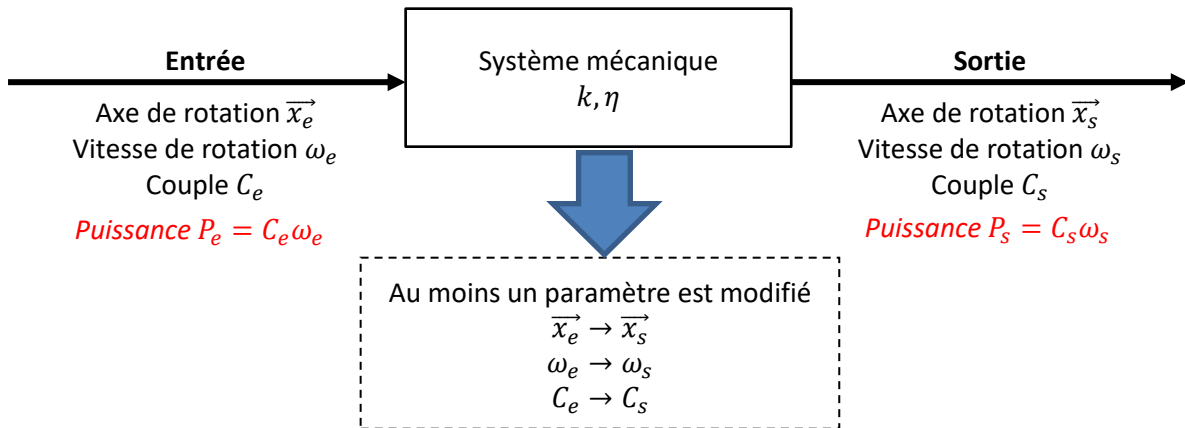 Entrée
Axe de rotation $\overrightarrow{x_e}$
Vitesse de rotation $\omega_e$
Couple $C_e$
Puissance $P_e = C_e \omega_e$
Système mécanique
$k, \eta$
Sortie
Axe de rotation $\overrightarrow{x_s}$
Vitesse de rotation $\omega_s$
Couple $C_s$
Puissance $P_s = C_s \omega_s$
Au moins un paramètre est modifié
$\overrightarrow{x_e} \to \overrightarrow{x_s}$
$\omega_e \to \omega_s$
$C_e \to C_s$